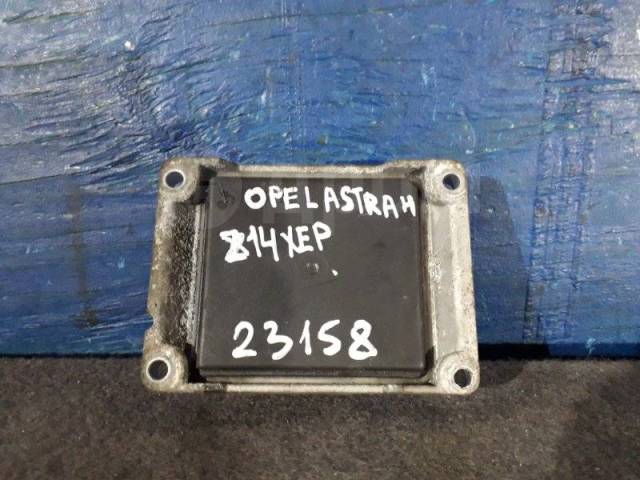 OPEL ASTRA H
Z14XEP
23158